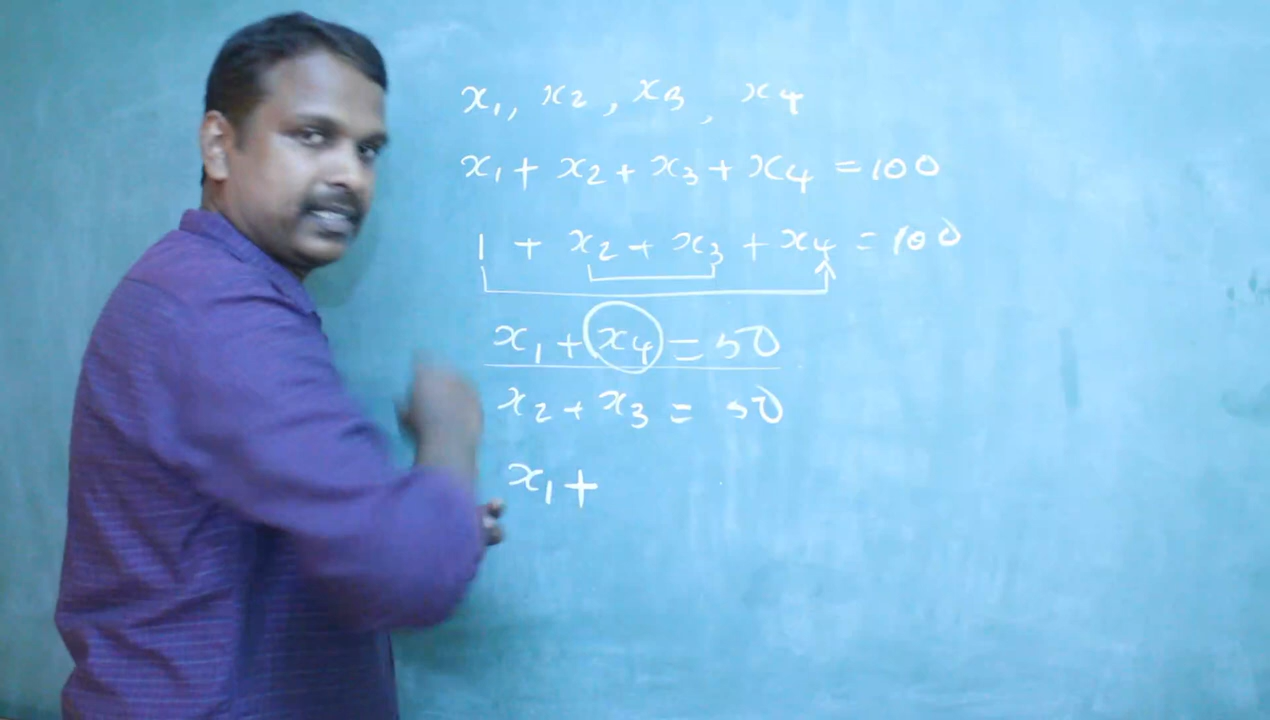 x₁, x₂, x₃, x₄
x₁ + x₂ + x₃ + x₄ = 100
1 + x₂ + x₃ + x₄ = 100
x₁ + x₄ = 50
x₂ + x₃ = 50
x₁ +